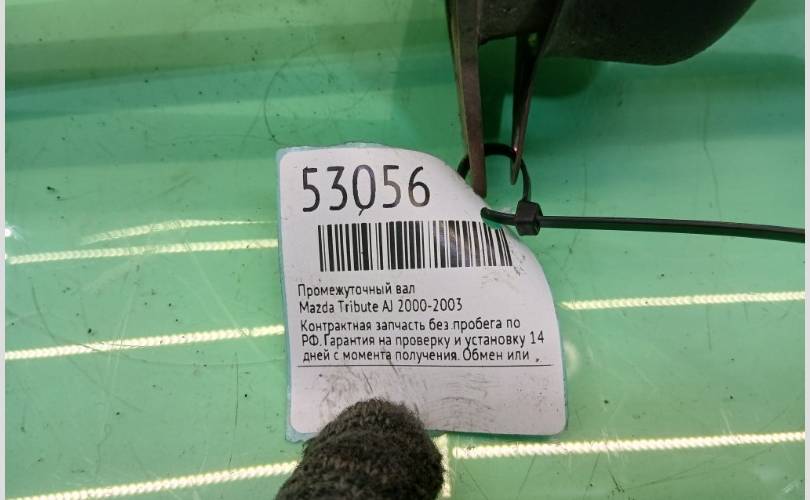 53056
Промежуточный вал
Mazda Tribute AJ 2000-2003
Контрактная запчасть без пробега по
РФ. Гарантия на проверку и установку 14
дней с момента получения. Обмен или